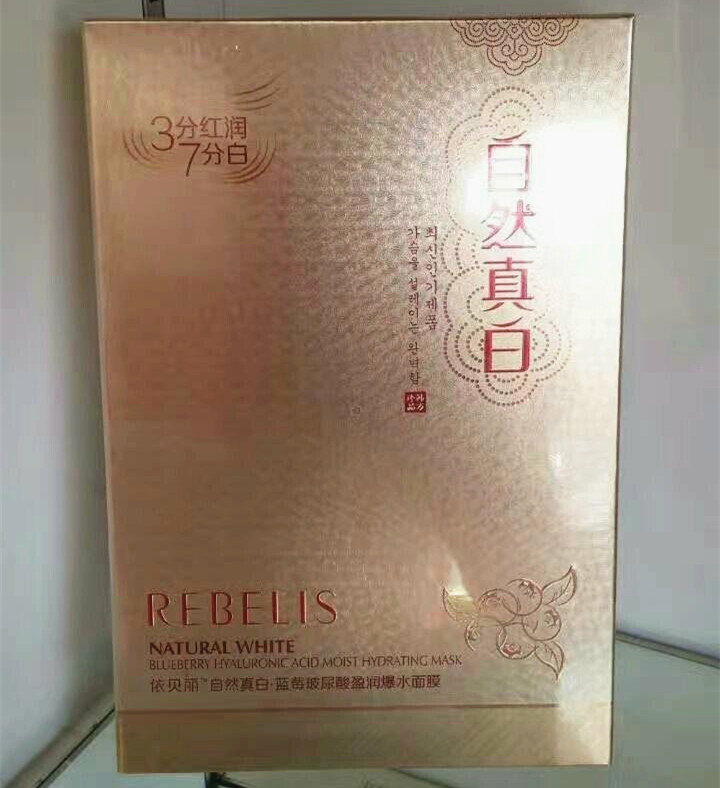 3分红润
7分白
自然真白
최신인기제품
가슴을 설레이는 완벽함
REBELIS
NATURAL WHITE
BLUEBERRY HYALURONIC ACID MOIST HYDRATING MASK
依贝丽™自然真白·蓝莓玻尿酸盈润爆水面膜